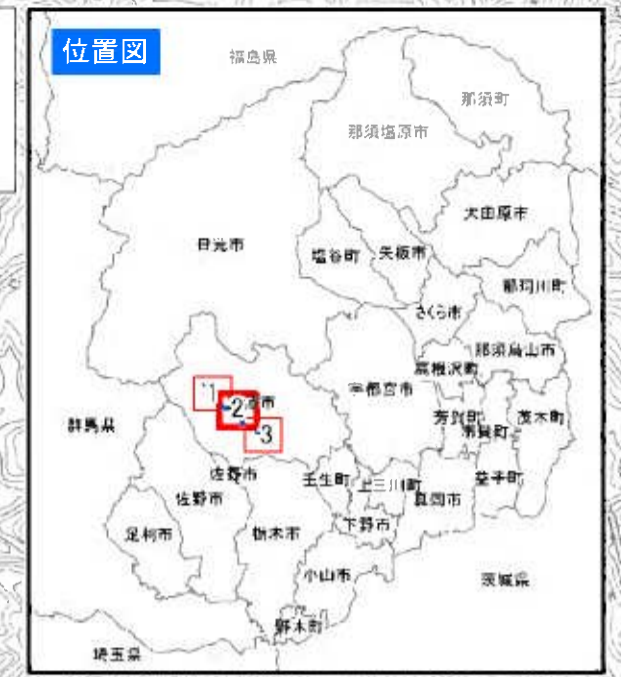 位置図
福島県
那須町
那須塩原市
大田原市
日光市
塩谷町
矢板市
那珂川町
さくら市
那須烏山市
高根沢町
宇都宮市
1
2
市
3
芳賀町
市貝町
茂木町
群馬県
佐野市
佐野市
壬生町
上三川町
真岡市
益子町
足利市
栃木市
下野市
小山市
茨城県
野木町
埼玉県